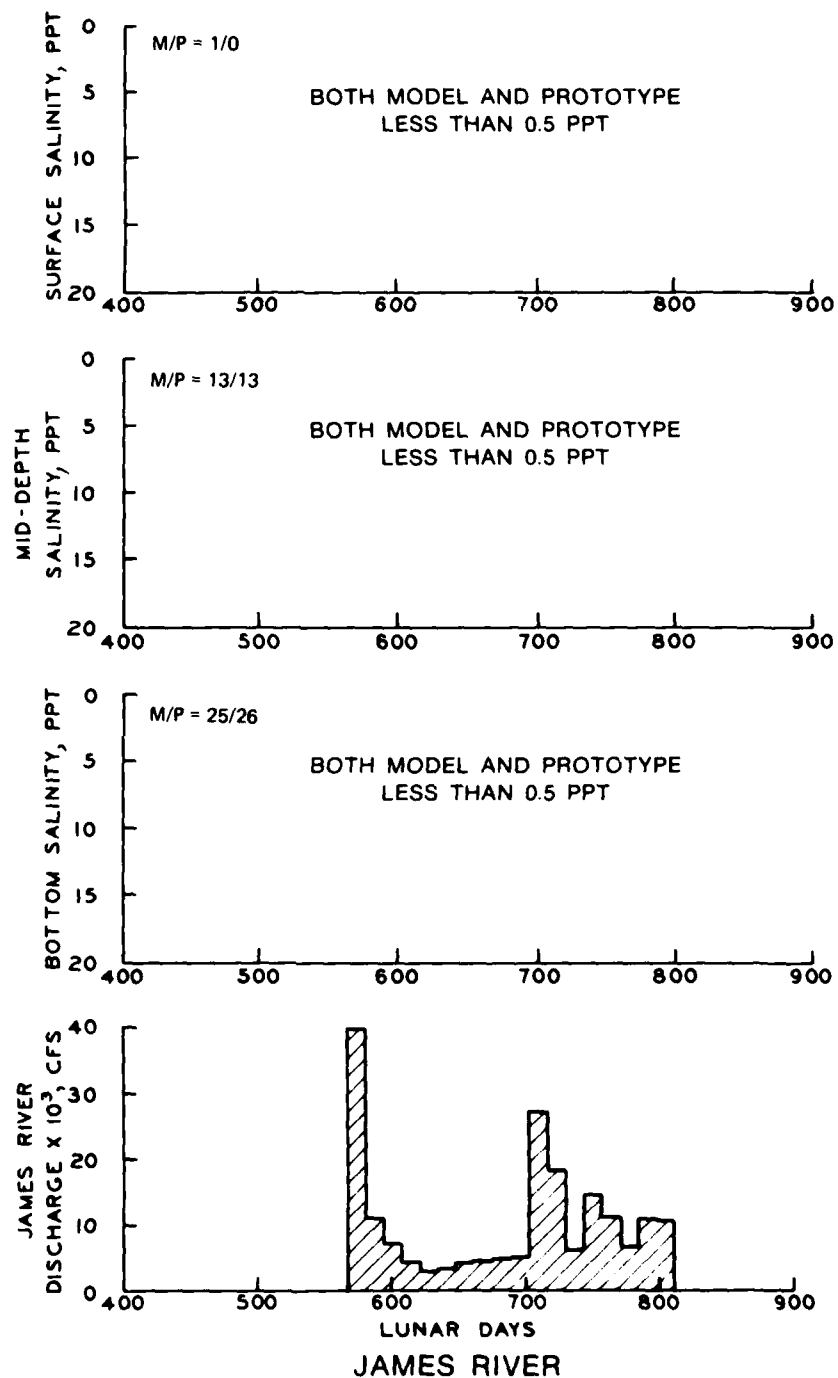 SURFACE SALINITY, PPT
0
5
10
15
20
M/P = 1/0
BOTH MODEL AND PROTOTYPE
LESS THAN 0.5 PPT
400 500 600 700 800 900
MID-DEPTH
SALINITY, PPT
0
5
10
15
20
M/P = 13/13
BOTH MODEL AND PROTOTYPE
LESS THAN 0.5 PPT
400 500 600 700 800 900
BOTTOM SALINITY, PPT
0
5
10
15
20
M/P = 25/26
BOTH MODEL AND PROTOTYPE
LESS THAN 0.5 PPT
400 500 600 700 800 900
JAMES RIVER
DISCHARGE X 10³, CFS
40
30
20
10
0
400 500 600 700 800 900
LUNAR DAYS
JAMES RIVER